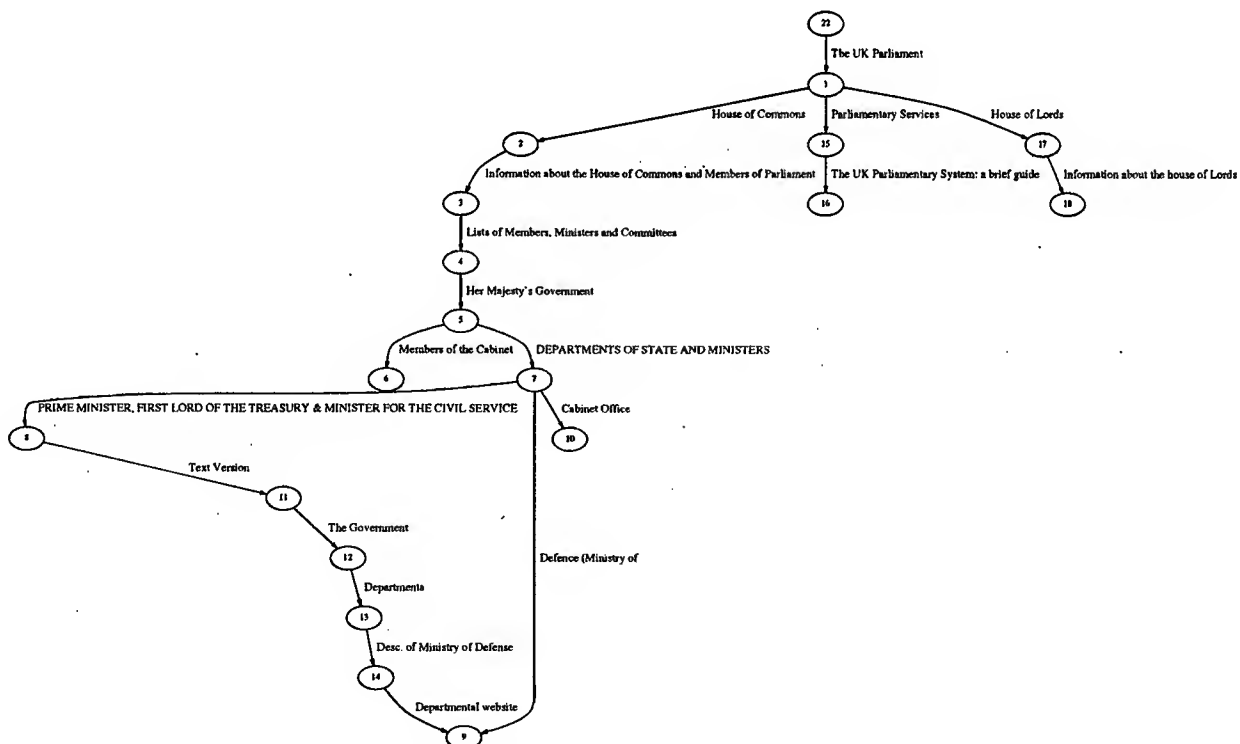 22
The UK Parliament
1
House of Commons Parliamentary Services House of Lords
2 15 17
Information about the House of Commons and Members of Parliament The UK Parliamentary System: a brief guide Information about the house of Lords
3 16 18
Lists of Members, Ministers and Committees
4
Her Majesty's Government
5
Members of the Cabinet DEPARTMENTS OF STATE AND MINISTERS
6 7
PRIME MINISTER, FIRST LORD OF THE TREASURY & MINISTER FOR THE CIVIL SERVICE Cabinet Office
8 10
Text Version
11
The Government
12
Defence (Ministry of
Departments
13
Desc. of Ministry of Defense
14
Departmental website
9